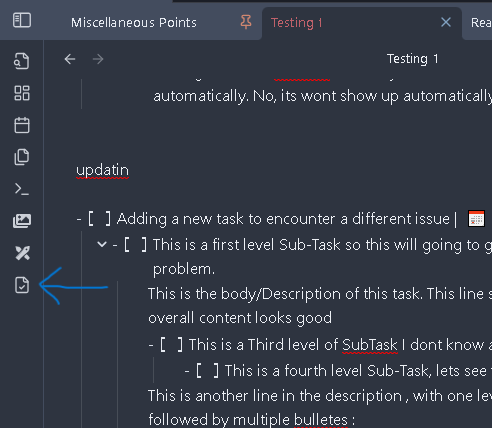 Miscellaneous Points
Testing 1
Rea
Testing 1
automatically. No, its wont show up automatically
updatin
- [ ] Adding a new task to encounter a different issue |
- [ ] This is a first level Sub-Task so this will going to g
problem.
This is the body/Description of this task. This line s
overall content looks good
- [ ] This is a Third level of SubTask I dont know a
- [ ] This is a fourth level Sub-Task, lets see
This is another line in the description , with one lev
followed by multiple bulletes :